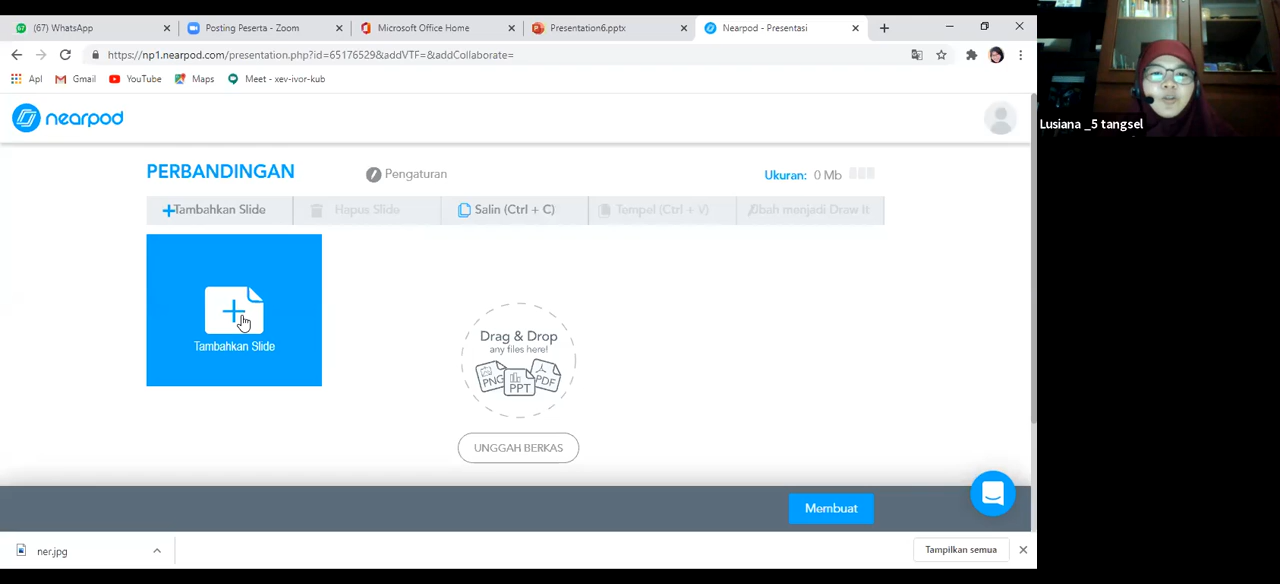 (67) WhatsApp
Posting Peserta - Zoom
Microsoft Office Home
Presentation6.pptx
Nearpod - Presentasi
https://np1.nearpod.com/presentation.php?id=65176529&addVTF=&addCollaborate=
Apl
Gmail
YouTube
Maps
Meet - xev-ivor-kub
nearpod
Lusiana _5 tangsel
PERBANDINGAN
Pengaturan
Ukuran: 0 Mb
Tambahkan Slide
Hapus Slide
Salin (Ctrl + C)
Tempel (Ctrl + V)
Ubah menjadi Draw It
Tambahkan Slide
Drag & Drop
any files here!
PNG
PPT
PDF
UNGGAH BERKAS
Membuat
ner.jpg
Tampilkan semua